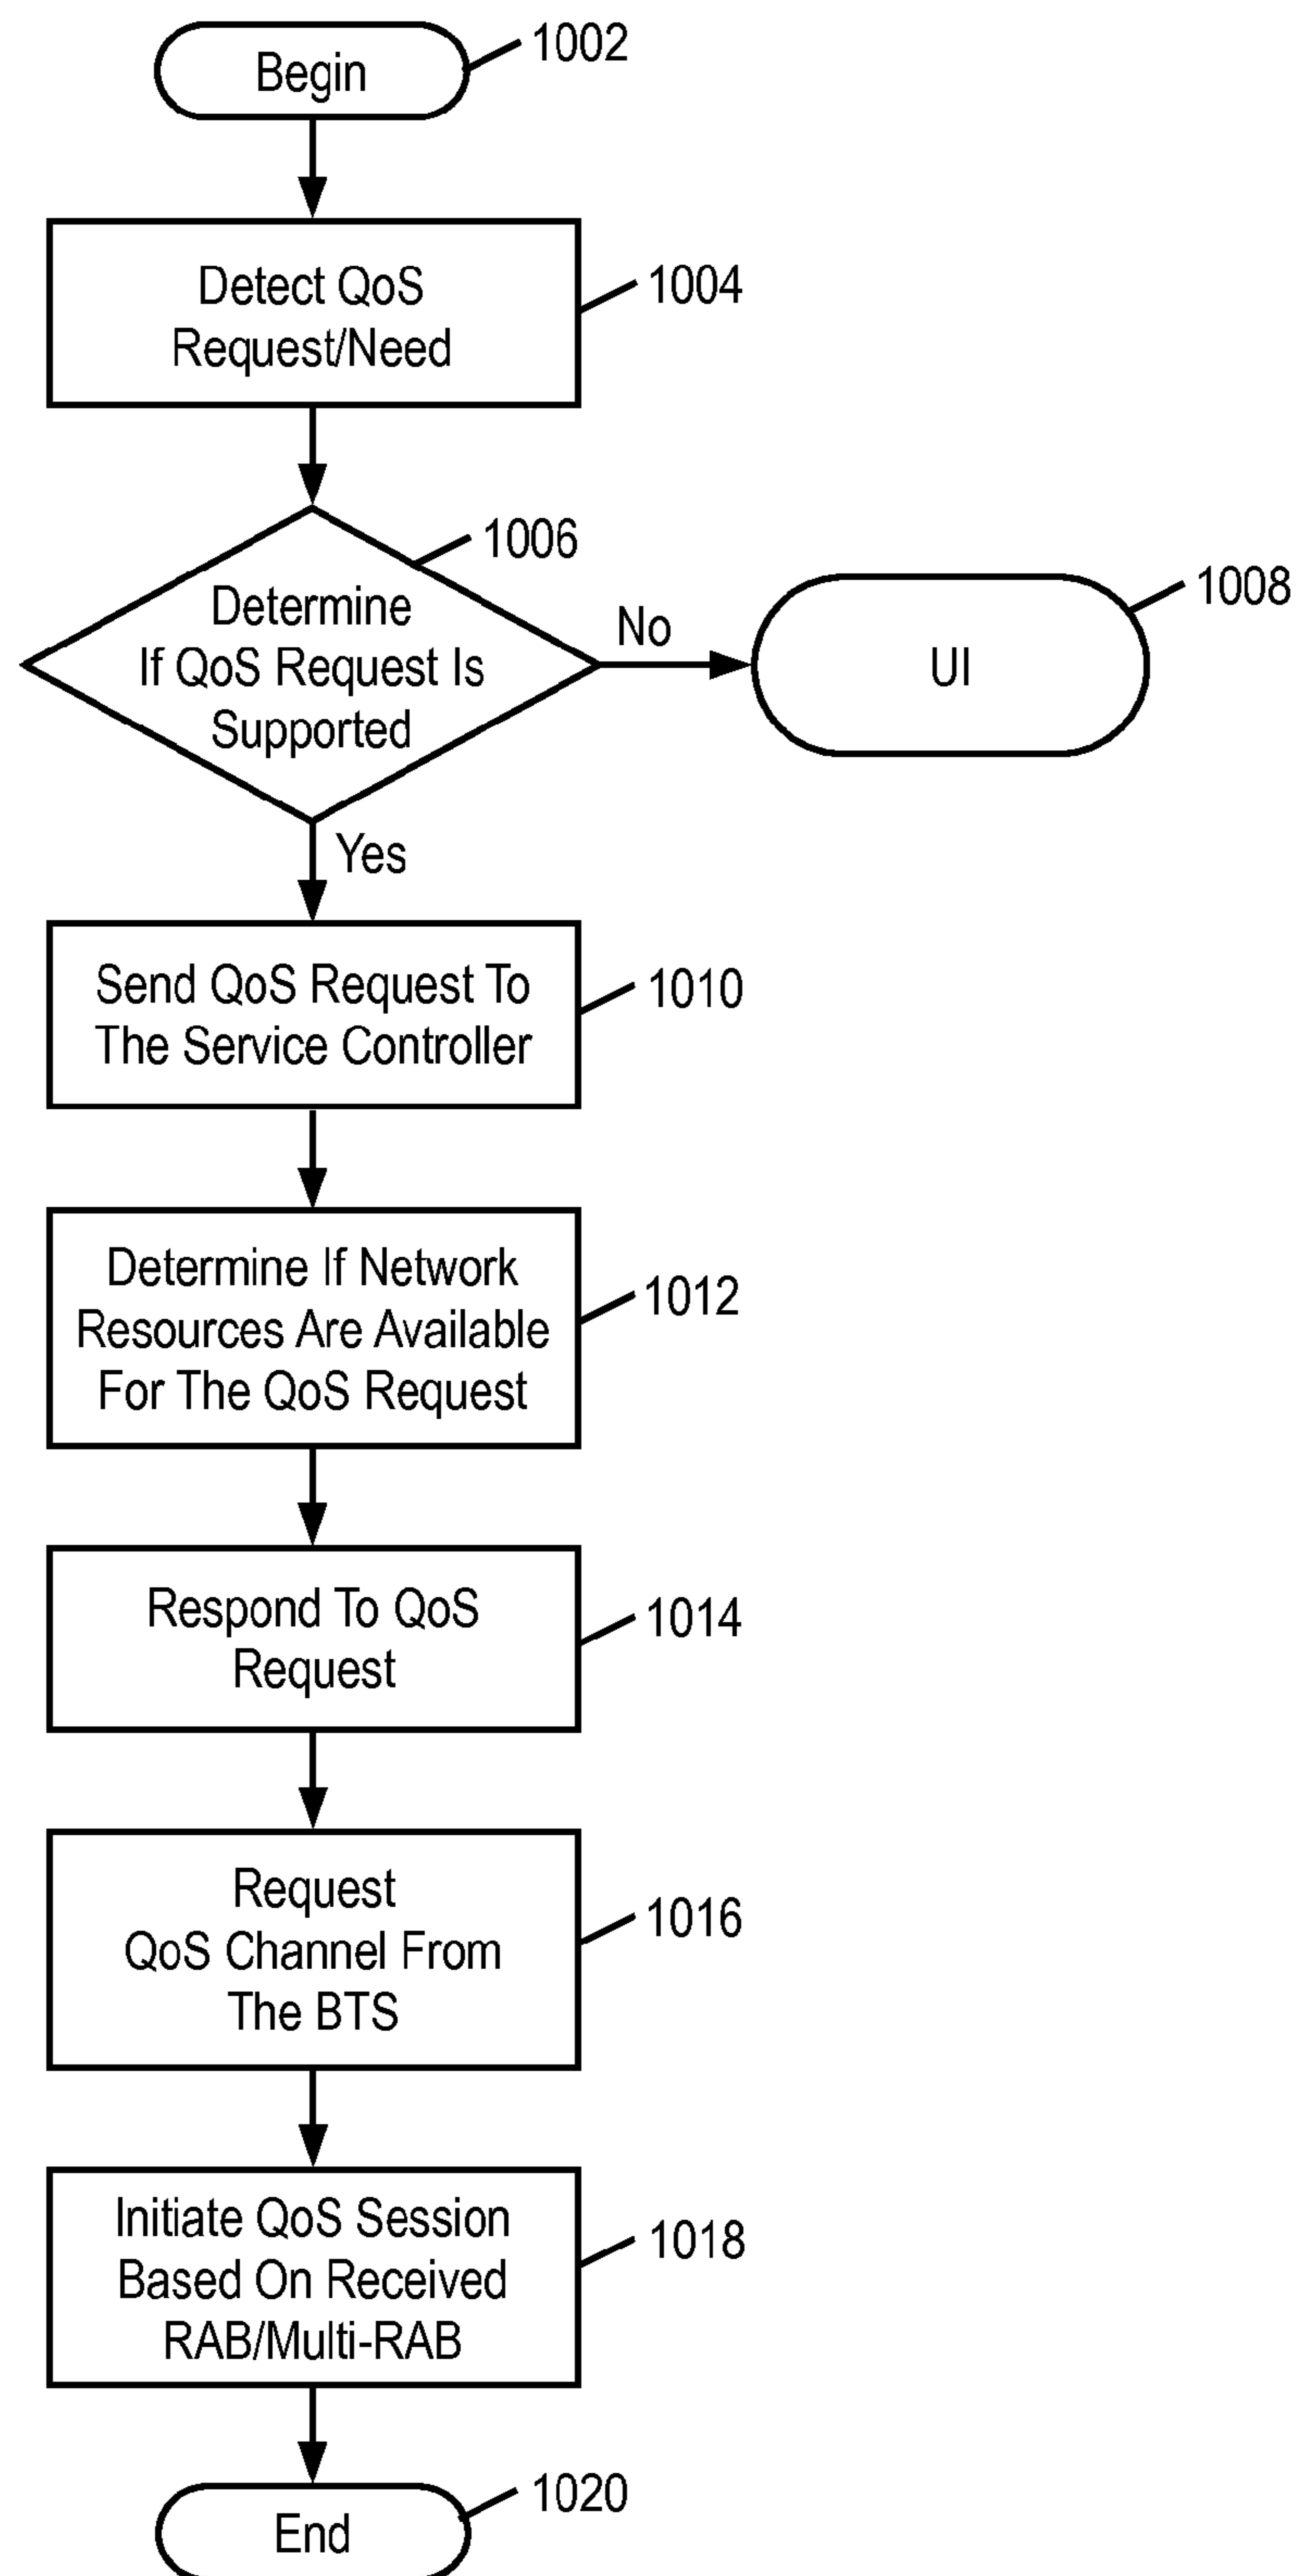 Begin
1002
Detect QoS
Request/Need
1004
Determine
If QoS Request Is
Supported
1006
No
UI
1008
Yes
Send QoS Request To
The Service Controller
1010
Determine If Network
Resources Are Available
For The QoS Request
1012
Respond To QoS
Request
1014
Request
QoS Channel From
The BTS
1016
Initiate QoS Session
Based On Received
RAB/Multi-RAB
1018
End
1020